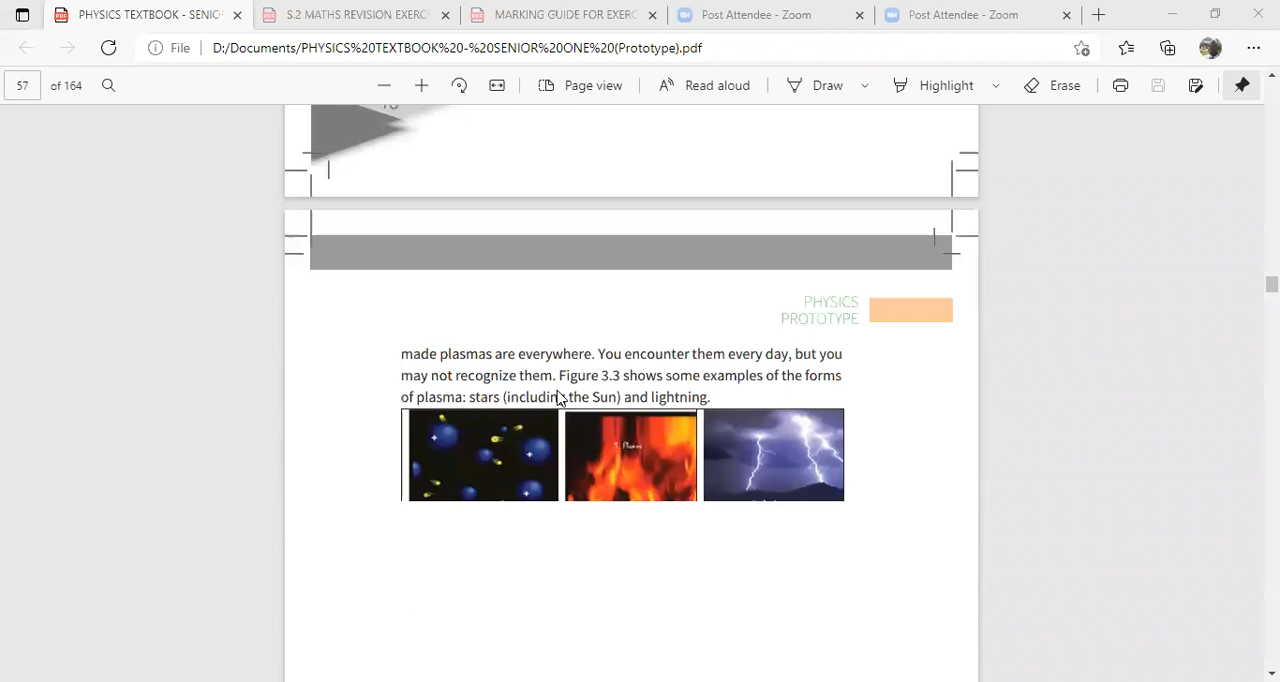 PHYSICS TEXTBOOK - SENIO
S.2 MATHS REVISION EXERC
MARKING GUIDE FOR EXERC
Post Attendee - Zoom
Post Attendee - Zoom
File
D:/Documents/PHYSICS%20TEXTBOOK%20-%20SENIOR%20ONE%20(Prototype).pdf
57 of 164
Page view
Read aloud
Draw
Highlight
Erase
PHYSICS
PROTOTYPE
made plasmas are everywhere. You encounter them every day, but you
may not recognize them. Figure 3.3 shows some examples of the forms
of plasma: stars (including the Sun) and lightning.